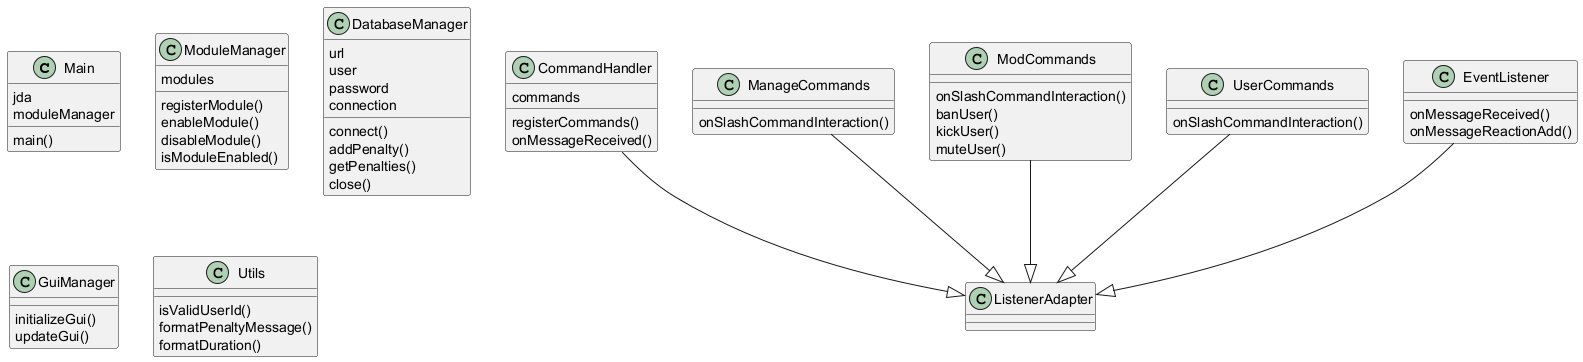 C Main
jda
moduleManager
main()
C ModuleManager
modules
registerModule()
enableModule()
disableModule()
isModuleEnabled()
C DatabaseManager
url
user
password
connection
connect()
addPenalty()
getPenalties()
close()
C CommandHandler
commands
registerCommands()
onMessageReceived()
C ManageCommands
onSlashCommandInteraction()
C ModCommands
onSlashCommandInteraction()
banUser()
kickUser()
muteUser()
C UserCommands
onSlashCommandInteraction()
C EventListener
onMessageReceived()
onMessageReactionAdd()
C GuiManager
initializeGui()
updateGui()
C Utils
isValidUserId()
formatPenaltyMessage()
formatDuration()
C ListenerAdapter